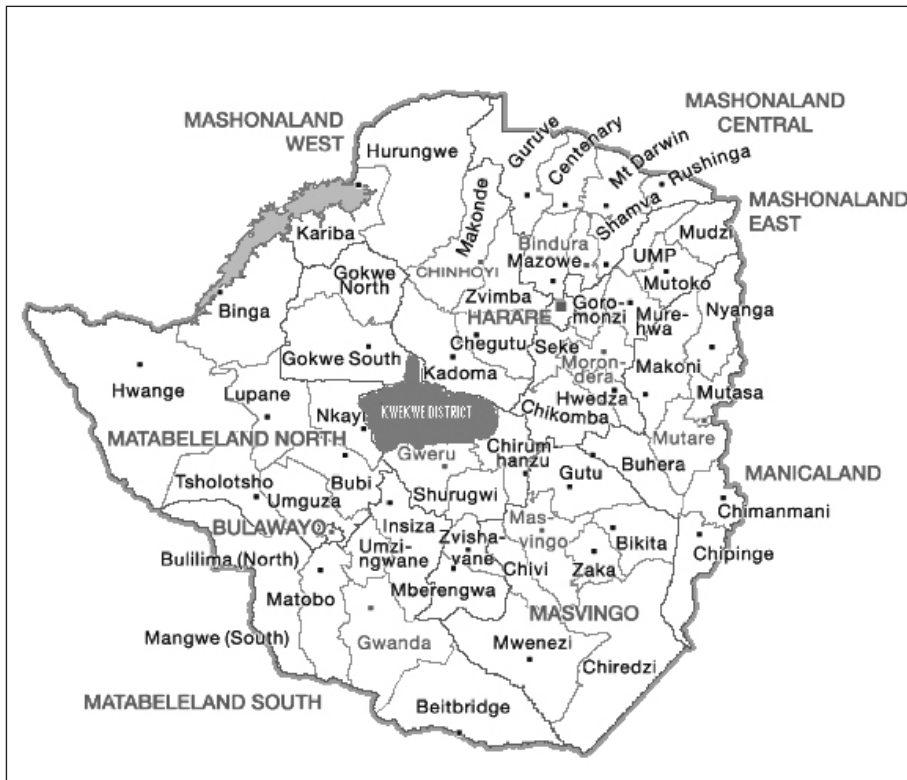 MASHONALAND
CENTRAL
MASHONALAND
WEST
Guruve
Centenary
Mt Darwin
Rushinga
Hurungwe
MASHONALAND
EAST
Makonde
Shamva
Mudzi
Kariba
Bindura
UMP
CHINHOYI
Mazowe
Gokwe
North
Mutoko
Zvimba
Binga
HARARE
Goro-
monzi
Mure-
hwa
Nyanga
Chegutu
Seke
Gokwe South
Moron-
dera
Makoni
Kadoma
Hwange
Lupane
Hwedza
Mutasa
Nkayi
KWEKWE DISTRICT
Chikomba
MATABELELAND NORTH
Mutare
Gweru
Chirum-
hanzu
Buhera
MANICALAND
Gutu
Tsholotsho
Bubi
Shurugwi
Umguza
Chimanmani
Mas-
vingo
BULAWAYO
Insiza
Zvisha-
vane
Bikita
Chipinge
Bulilima (North)
Umzi-
ngwane
Chivi
Zaka
Matobo
Mberengwa
MASVINGO
Mangwe (South)
Gwanda
Mwenezi
Chiredzi
MATABELELAND SOUTH
Beitbridge